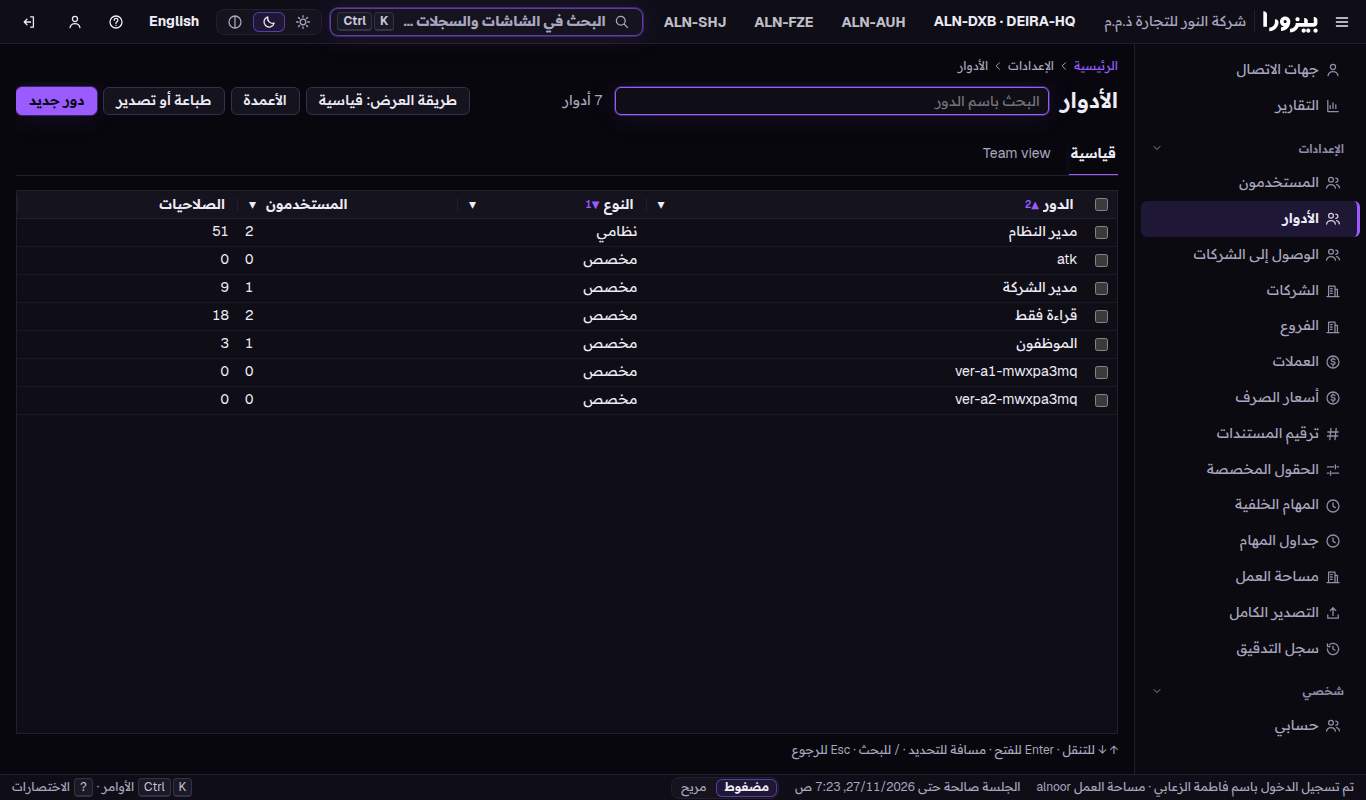 بيزورا
شركة النور للتجارة ذ.م.م
ALN-DXB · DEIRA-HQ
ALN-AUH
ALN-FZE
ALN-SHJ
البحث في الشاشات والسجلات ...
Ctrl K
English
جهات الاتصال
التقارير
الإعدادات
المستخدمون
الأدوار
الوصول إلى الشركات
الشركات
الفروع
العملات
أسعار الصرف
ترقيم المستندات
الحقول المخصصة
المهام الخلفية
جداول المهام
مساحة العمل
التصدير الكامل
سجل التدقيق
شخصي
حسابي
الرئيسية › الإعدادات › الأدوار
الأدوار
البحث باسم الدور
7 أدوار
طريقة العرض: قياسية
الأعمدة
طباعة أو تصدير
دور جديد
قياسية
Team view
الدور ▲2 ▼ النوع ▼1 ▼ المستخدمون ▼ الصلاحيات
مدير النظام نظامي 2 51
atk مخصص 0 0
مدير الشركة مخصص 1 9
قراءة فقط مخصص 2 18
الموظفون مخصص 1 3
ver-a1-mwxpa3mq مخصص 0 0
ver-a2-mwxpa3mq مخصص 0 0
↑↓ للتنقل · Enter للفتح · مسافة للتحديد · / للبحث · Esc للرجوع
تم تسجيل الدخول باسم فاطمة الزعابي · مساحة العمل alnoor
الجلسة صالحة حتى 27/11/2026, 7:23 ص
مضغوط
مريح
Ctrl K الأوامر · ? الاختصارات